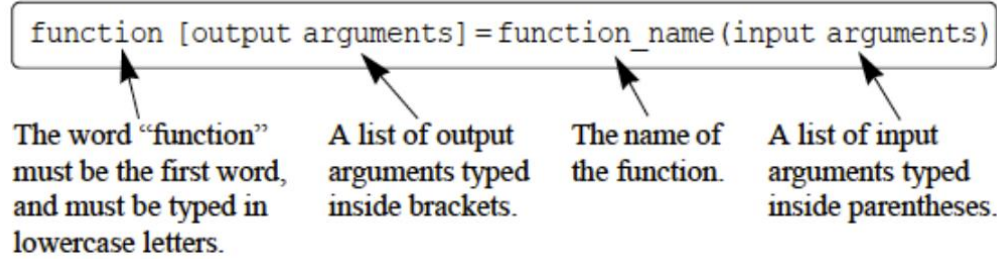 function [output arguments] = function_name(input arguments)
The word “function”
must be the first word,
and must be typed in
lowercase letters.
A list of output
arguments typed
inside brackets.
The name of
the function.
A list of input
arguments typed
inside parentheses.